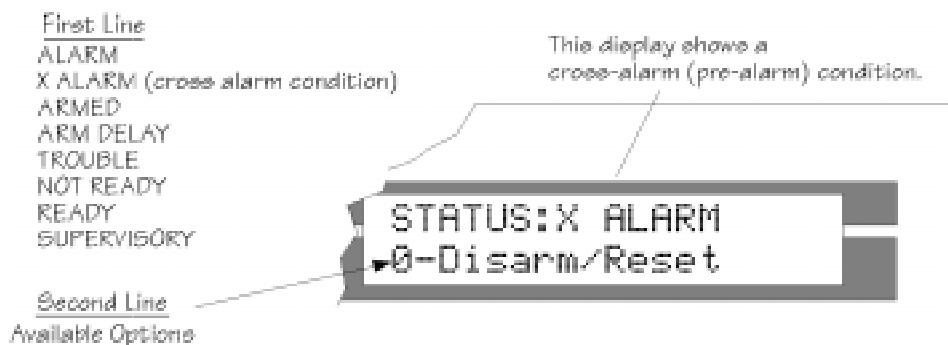 First Line
ALARM
X ALARM (cross alarm condition)
ARMED
ARM DELAY
TROUBLE
NOT READY
READY
SUPERVISORY
This display shows a
cross-alarm (pre-alarm) condition.
STATUS:X ALARM
0-Disarm/Reset
Second Line
Available Options